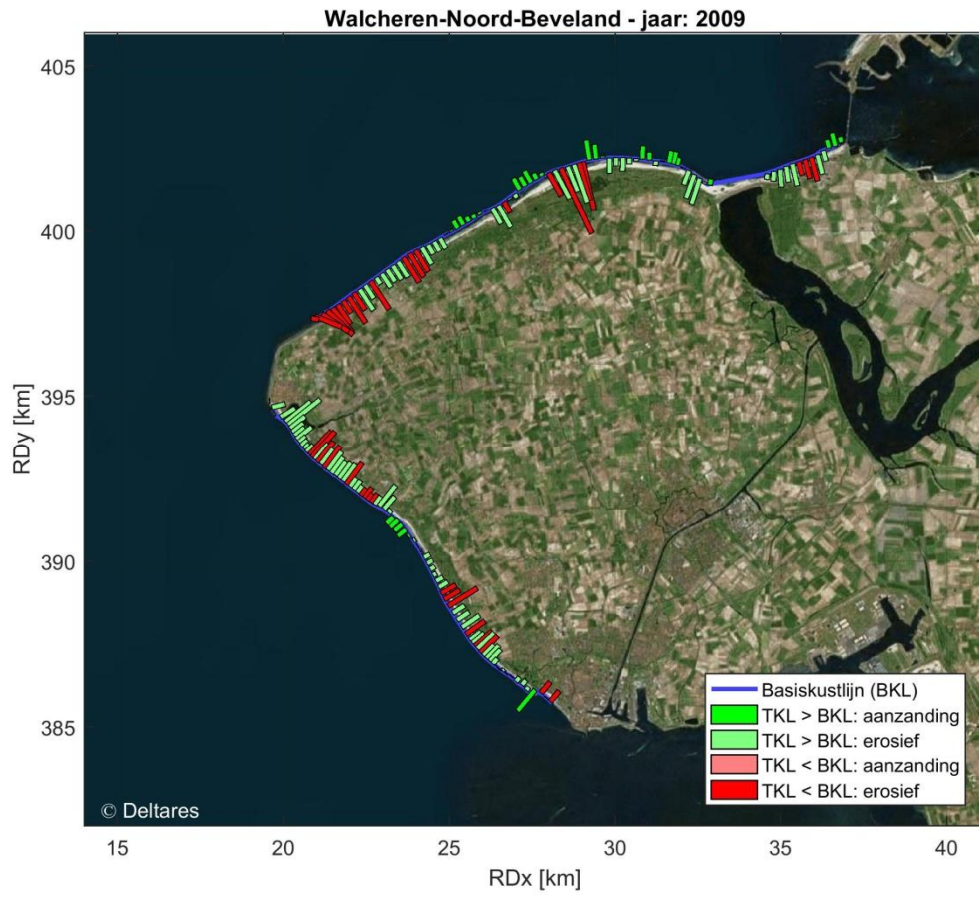 Walcheren-Noord-Beveland - jaar: 2009
405
400
395
390
385
RDy [km]
15
20
25
30
35
40
RDx [km]
© Deltares
Basiskustlijn (BKL)
TKL > BKL: aanzanding
TKL > BKL: erosief
TKL < BKL: aanzanding
TKL < BKL: erosief